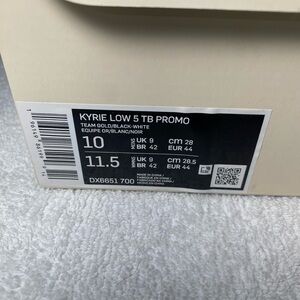 KYRIE LOW 5 TB PROMO
TEAM GOLD/BLACK-WHITE
EQUIPE OR/BLANC/NOIR
10 UK 9 cm 28
BR 42 EUR 44
11.5 UK 9 cm 28.5
BR 42 EUR 44
DX6651 700
MADE IN CHINA